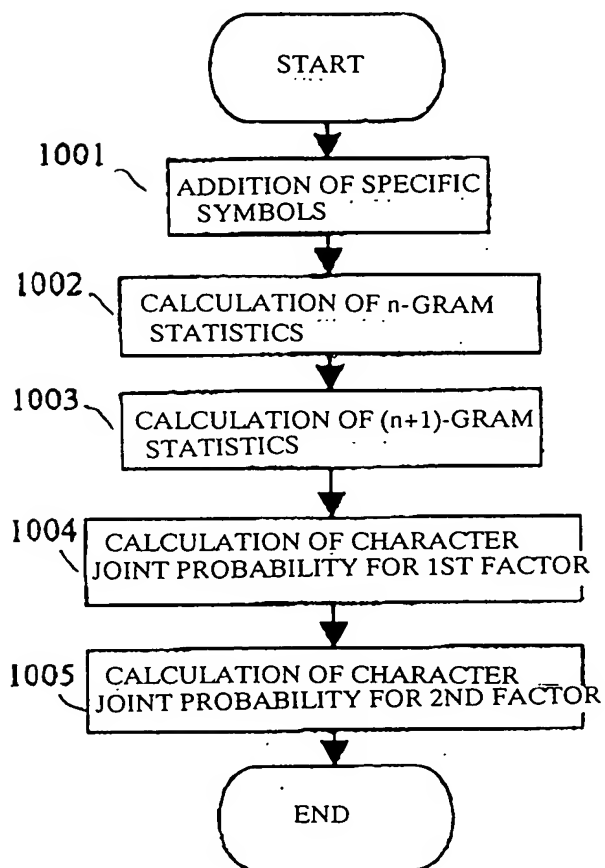 START
1001
ADDITION OF SPECIFIC
SYMBOLS
1002
CALCULATION OF n-GRAM
STATISTICS
1003
CALCULATION OF (n+1)-GRAM
STATISTICS
1004
CALCULATION OF CHARACTER
JOINT PROBABILITY FOR 1ST FACTOR
1005
CALCULATION OF CHARACTER
JOINT PROBABILITY FOR 2ND FACTOR
END